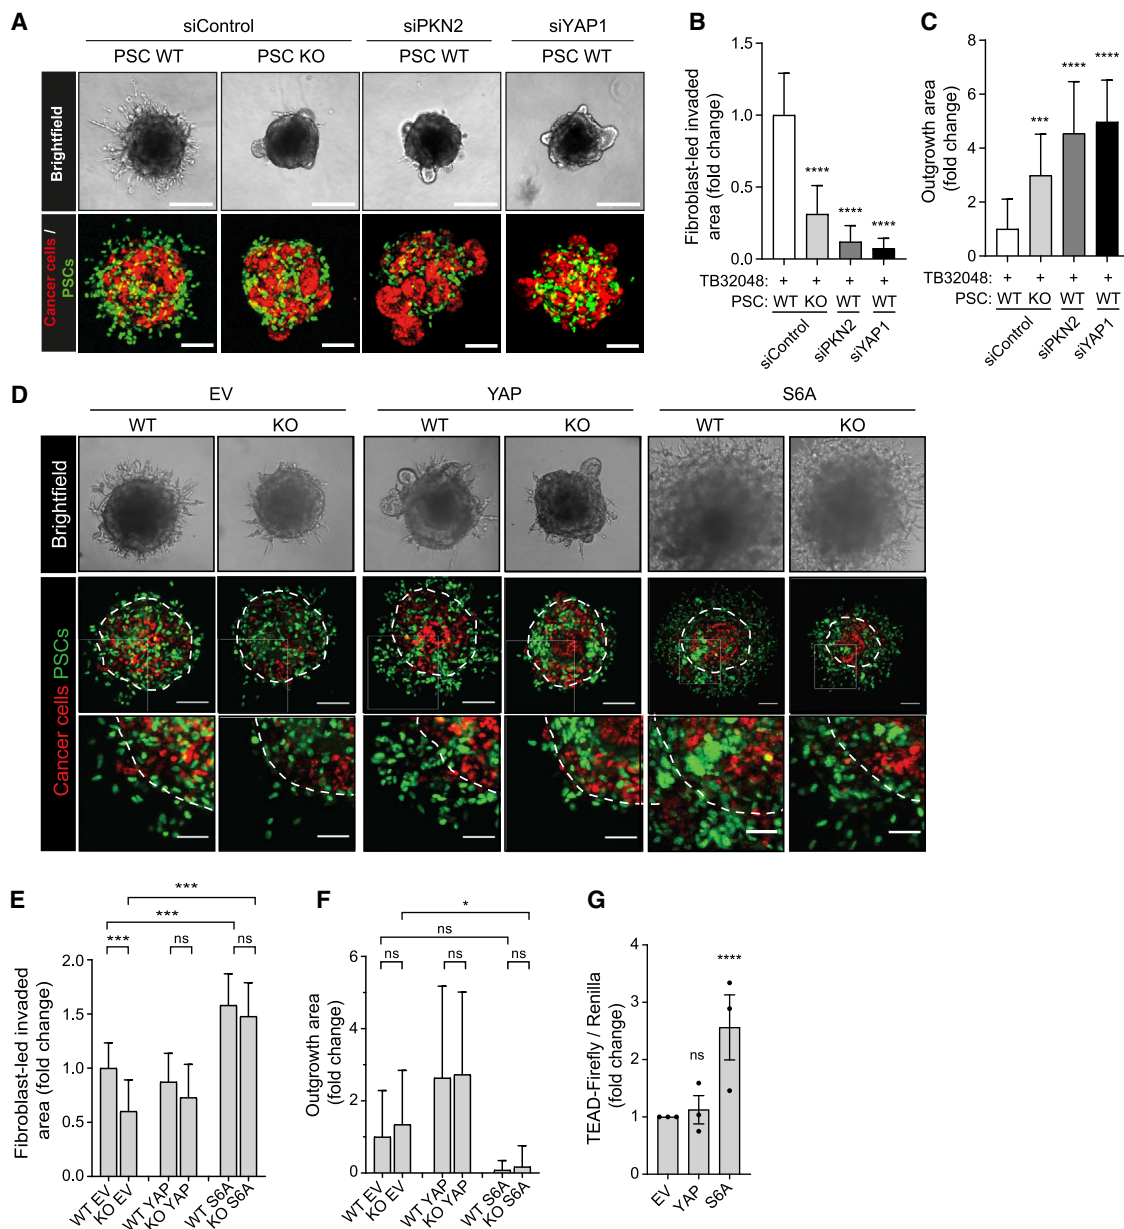 A
siControl
siPKN2
siYAP1
PSC WT
PSC KO
PSC WT
PSC WT
Brightfield
Cancer cells /
PSCs
B
Fibroblast-led invaded
area (fold change)
1.5
1.0
0.5
0.0
****
****
****
TB32048: + + + +
PSC: WT KO WT WT
siControl
siPKN2
siYAP1
C
Outgrowth area
(fold change)
8
6
4
2
0
***
****
****
TB32048: + + + +
PSC: WT KO WT WT
siControl
siPKN2
siYAP1
D
EV
YAP
S6A
WT
KO
WT
KO
WT
KO
Brightfield
Cancer cells PSCs
E
Fibroblast-led invaded
area (fold change)
2.0
1.5
1.0
0.5
0.0
***
***
*** ns ns
WT EV
KO EV
WT YAP
KO YAP
WT S6A
KO S6A
F
Outgrowth area
(fold change)
6
4
2
0
*
ns
ns ns ns
WT EV
KO EV
WT YAP
KO YAP
WT S6A
KO S6A
G
TEAD-Firefly / Renilla
(fold change)
4
3
2
1
0
ns
****
EV
YAP
S6A